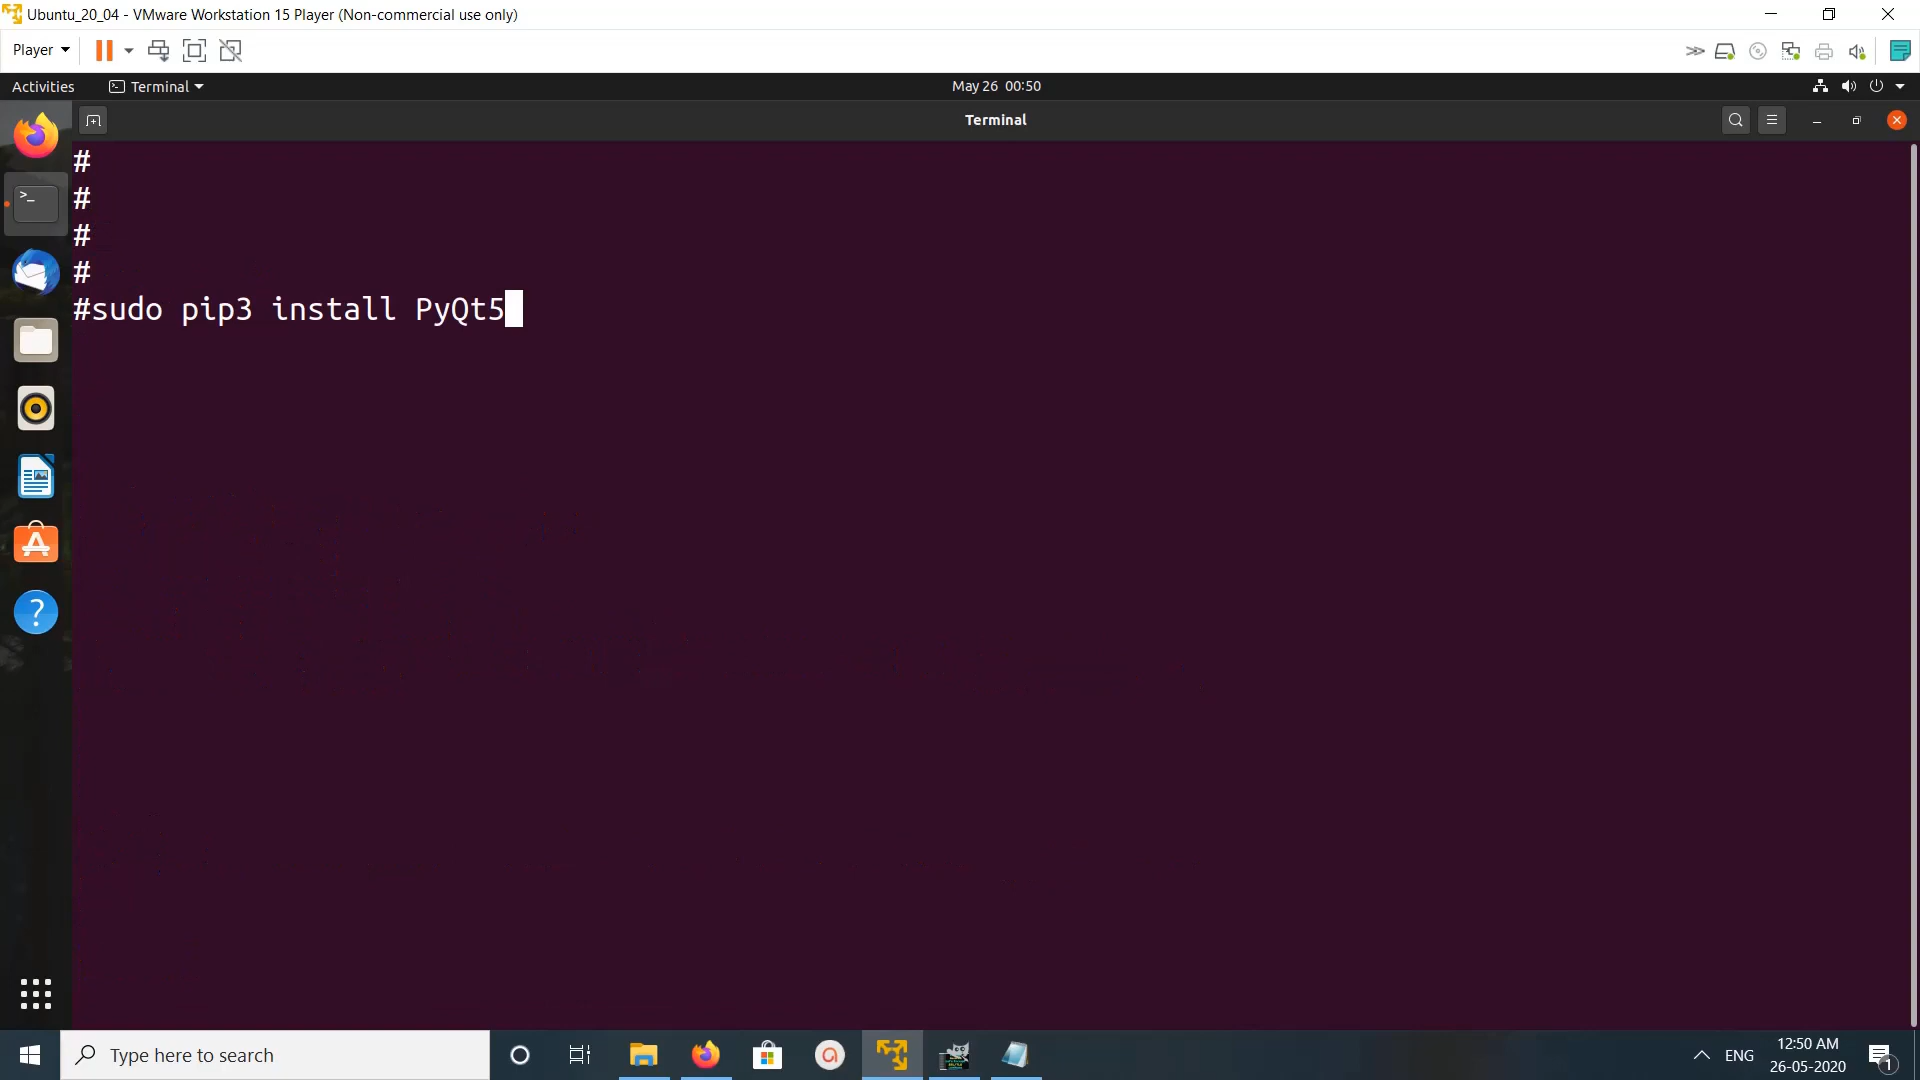 Ubuntu_20_04 - VMware Workstation 15 Player (Non-commercial use only)
Player
Activities
Terminal
May 26 00:50
Terminal
#
#
#
#
#sudo pip3 install PyQt5
Type here to search
ENG
12:50 AM
26-05-2020
1